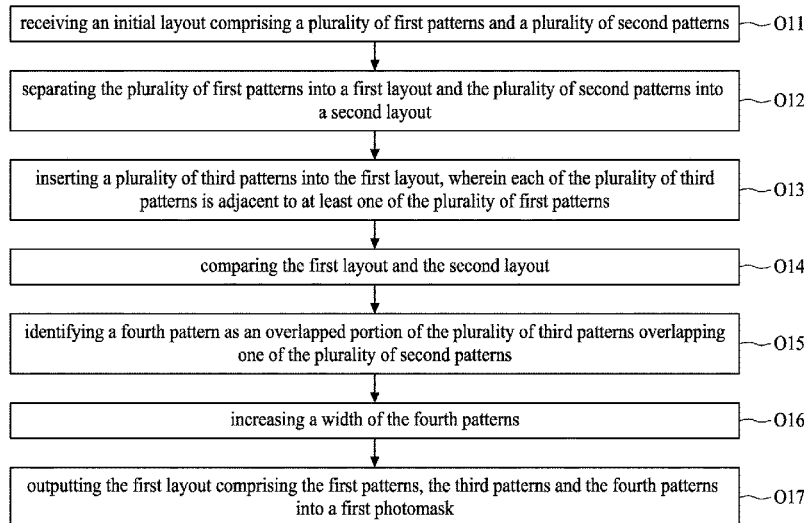 receiving an initial layout comprising a plurality of first patterns and a plurality of second patterns
O11
separating the plurality of first patterns into a first layout and the plurality of second patterns into
a second layout
O12
inserting a plurality of third patterns into the first layout, wherein each of the plurality of third
patterns is adjacent to at least one of the plurality of first patterns
O13
comparing the first layout and the second layout
O14
identifying a fourth pattern as an overlapped portion of the plurality of third patterns overlapping
one of the plurality of second patterns
O15
increasing a width of the fourth patterns
O16
outputting the first layout comprising the first patterns, the third patterns and the fourth patterns
into a first photomask
O17